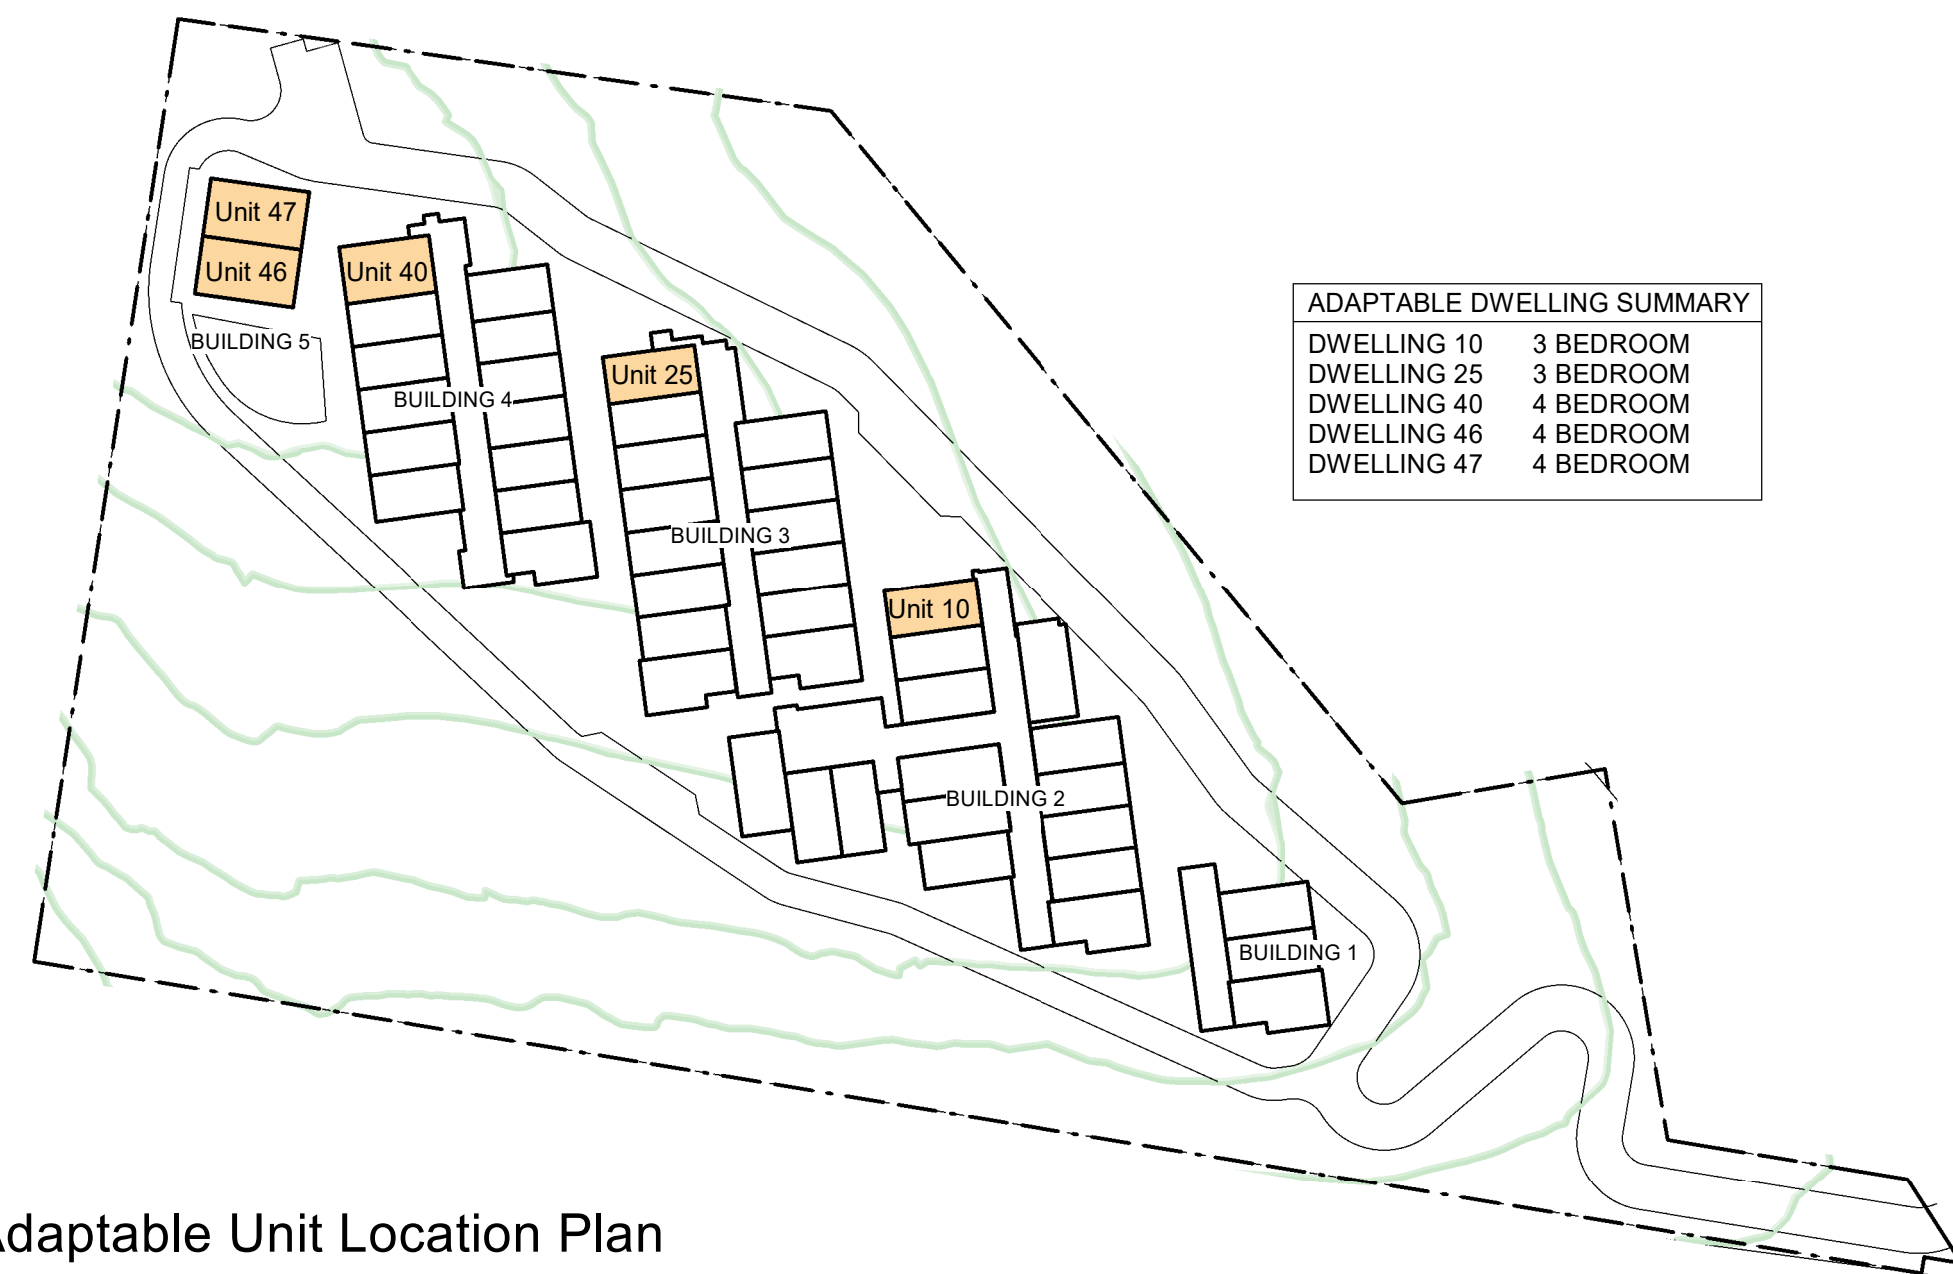 Unit 47
Unit 46
Unit 40
BUILDING 5
BUILDING 4
Unit 25
BUILDING 3
Unit 10
BUILDING 2
BUILDING 1
ADAPTABLE DWELLING SUMMARY
DWELLING 10 3 BEDROOM
DWELLING 25 3 BEDROOM
DWELLING 40 4 BEDROOM
DWELLING 46 4 BEDROOM
DWELLING 47 4 BEDROOM
Adaptable Unit Location Plan